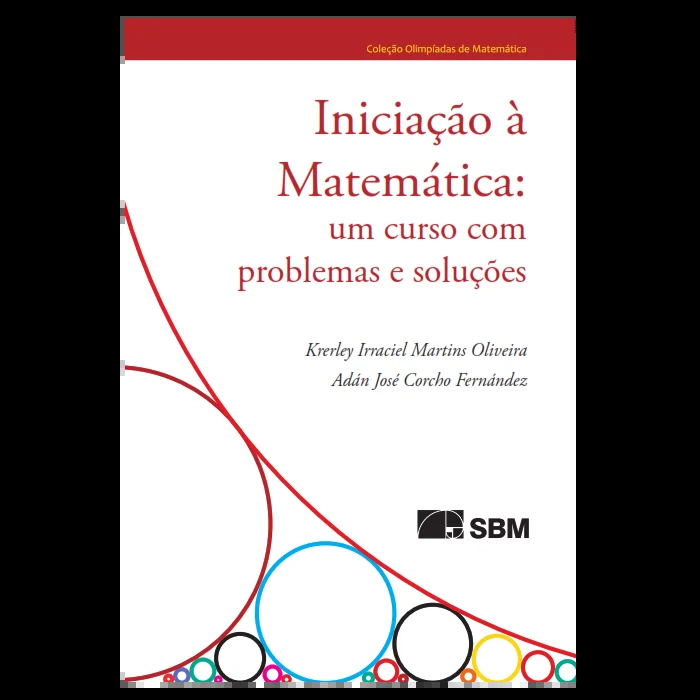 Coleção Olimpíadas de Matemática
Iniciação à
Matemática:
um curso com
problemas e soluções
Krerley Irraciel Martins Oliveira
Adán José Corcho Fernández
SBM